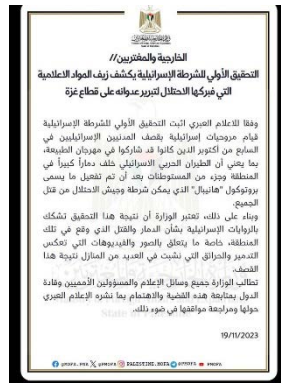 الخارجية والمغتربين//
التحقيق الأولي للشرطة الإسرائيلية يكشف زيف المواد الاعلامية
التي فبركها الاحتلال لتبرير عدوانه على قطاع غزة
وفقا للاعلام العبري اثبت التحقيق الأولي للشرطة الإسرائيلية
قيام مروحيات إسرائيلية بقصف المدنيين الإسرائيليين في
السابع من أكتوبر الذين كانوا قد شاركوا في مهرجان الطبيعة،
بما يعني أن الطيران الحربي الاسرائيلي خلف دماراً كبيراً في
المنطقة وجزء من المستوطنات بعد أن تم تفعيل ما يسمى
بروتوكول "هانيبال" الذي يمكن شرطة وجيش الاحتلال من قتل
الجميع.
وبناء على ذلك، تعتبر الوزارة أن نتيجة هذا التحقيق تشكك
بالروايات الإسرائيلية بشأن الدمار والقتل الذي وقع في تلك
المنطقة، خاصة ما يتعلق بالصور والفيديوهات التي تعكس
التدمير والحرائق التي نشبت في العديد من المنازل نتيجة هذا
القصف.
تطالب الوزارة جميع وسائل الإعلام والمسؤولين الأمميين وقادة
الدول بمتابعة هذه القضية والاهتمام بما نشره الإعلام العبري
حولها ومراجعة مواقفها في ضوء ذلك.
19/11/2023
PALESTINE.MOFA